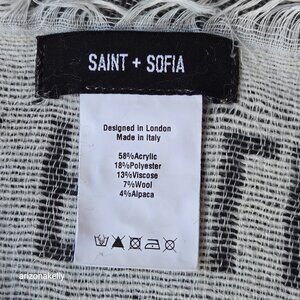 SAINT + SOFIA
Designed in London
Made in Italy
58%Acrylic
18%Polyester
13%Viscose
7%Wool
4%Alpaca
arizonakelly